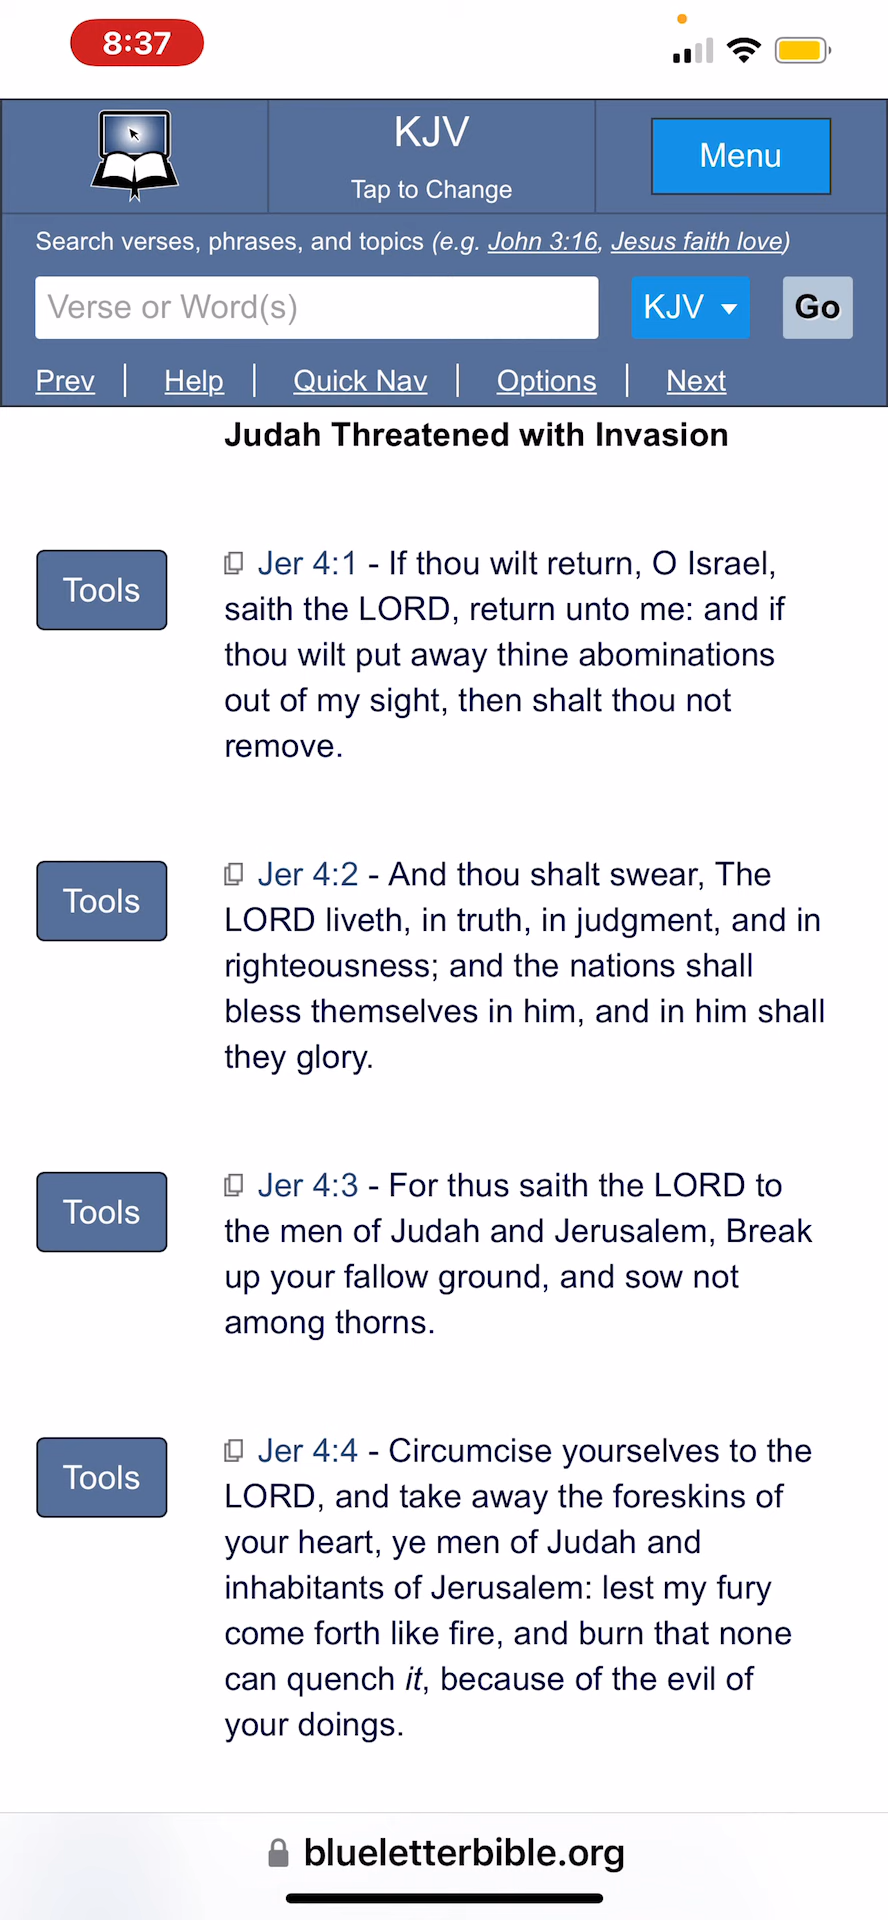 8:37
KJV
Tap to Change
Menu
Search verses, phrases, and topics (e.g. John 3:16, Jesus faith love)
Verse or Word(s)
KJV
Go
Prev | Help | Quick Nav | Options | Next
Judah Threatened with Invasion
Tools
Jer 4:1 - If thou wilt return, O Israel,
saith the LORD, return unto me: and if
thou wilt put away thine abominations
out of my sight, then shalt thou not
remove.
Tools
Jer 4:2 - And thou shalt swear, The
LORD liveth, in truth, in judgment, and in
righteousness; and the nations shall
bless themselves in him, and in him shall
they glory.
Tools
Jer 4:3 - For thus saith the LORD to
the men of Judah and Jerusalem, Break
up your fallow ground, and sow not
among thorns.
Tools
Jer 4:4 - Circumcise yourselves to the
LORD, and take away the foreskins of
your heart, ye men of Judah and
inhabitants of Jerusalem: lest my fury
come forth like fire, and burn that none
can quench it, because of the evil of
your doings.
blueletterbible.org